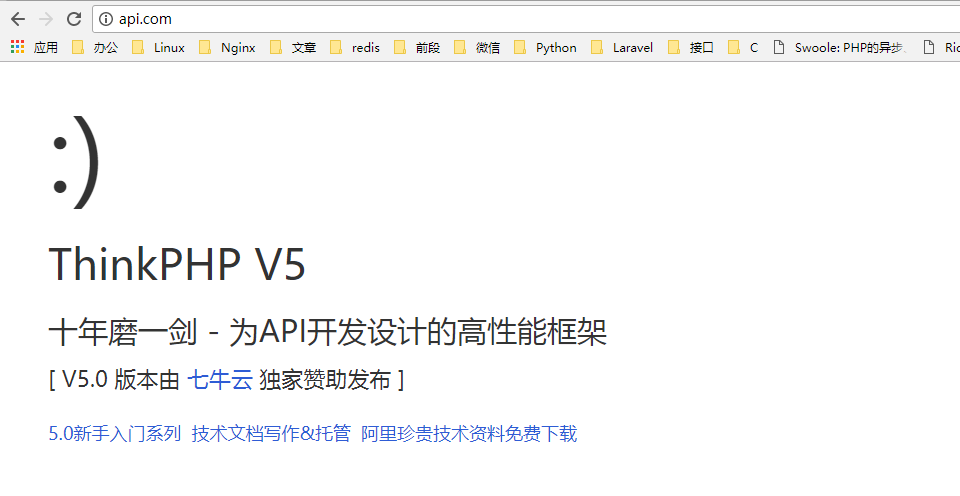 api.com
应用 办公 Linux Nginx 文章 redis 前段 微信 Python Laravel 接口 C Swoole: PHP的异步 Ric
:)
ThinkPHP V5
十年磨一剑 - 为API开发设计的高性能框架
[ V5.0 版本由 七牛云 独家赞助发布 ]
5.0新手入门系列 技术文档写作&托管 阿里珍贵技术资料免费下载